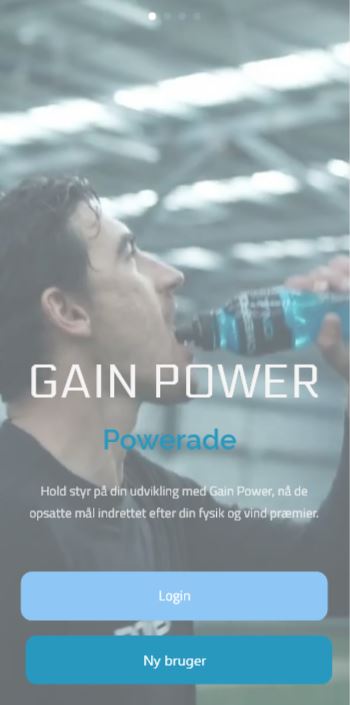 GAIN POWER
Powerade
Hold styr på din udvikling med Gain Power, nå de
opsatte mål indrettet efter din fysik og vind præmier.
Login
Ny bruger